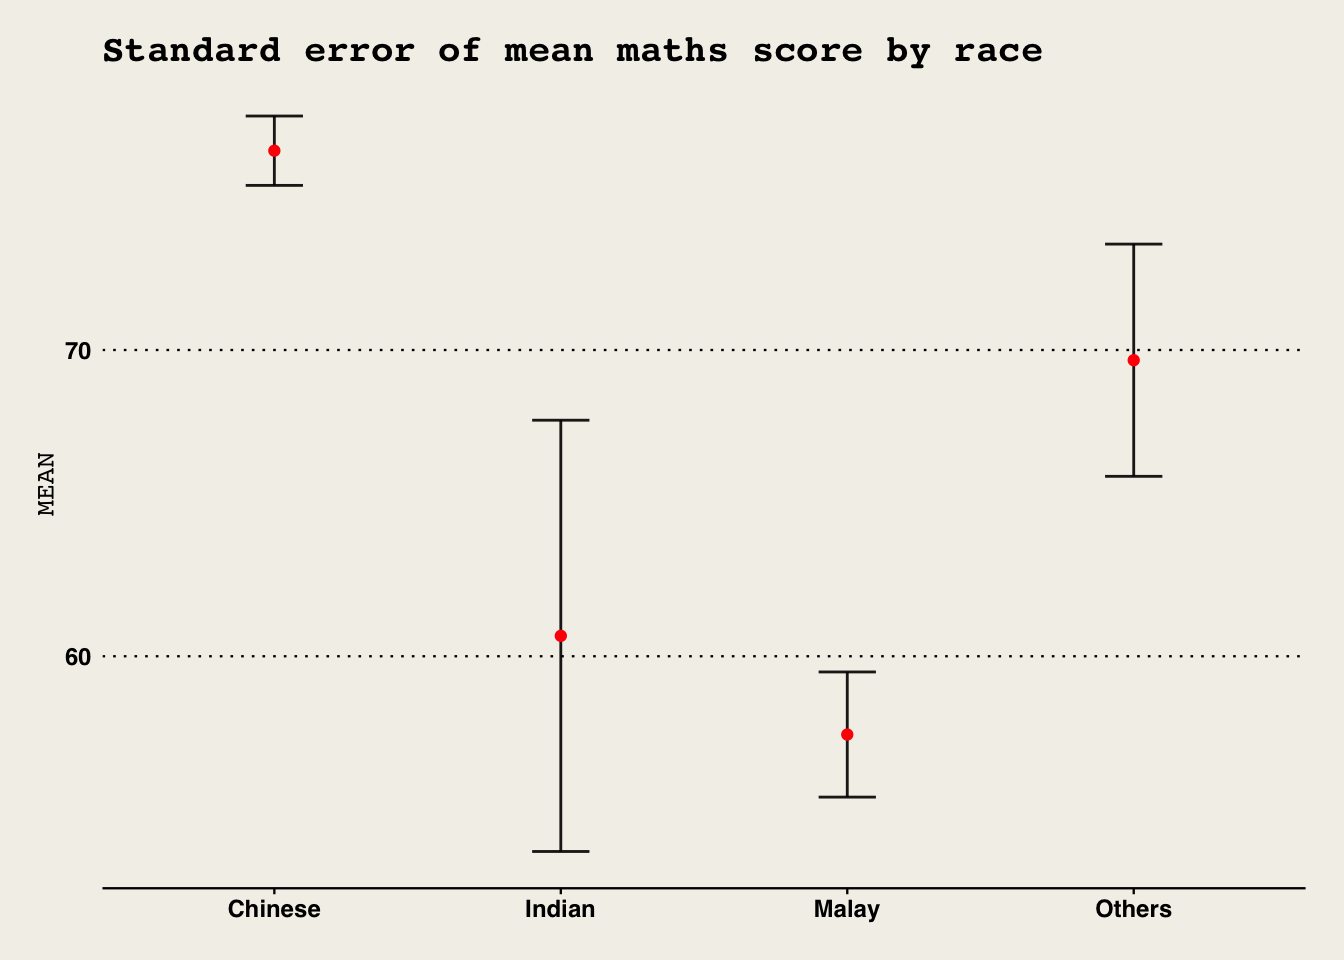 Standard error of mean maths score by race
70
MEAN
60
Chinese Indian Malay Others